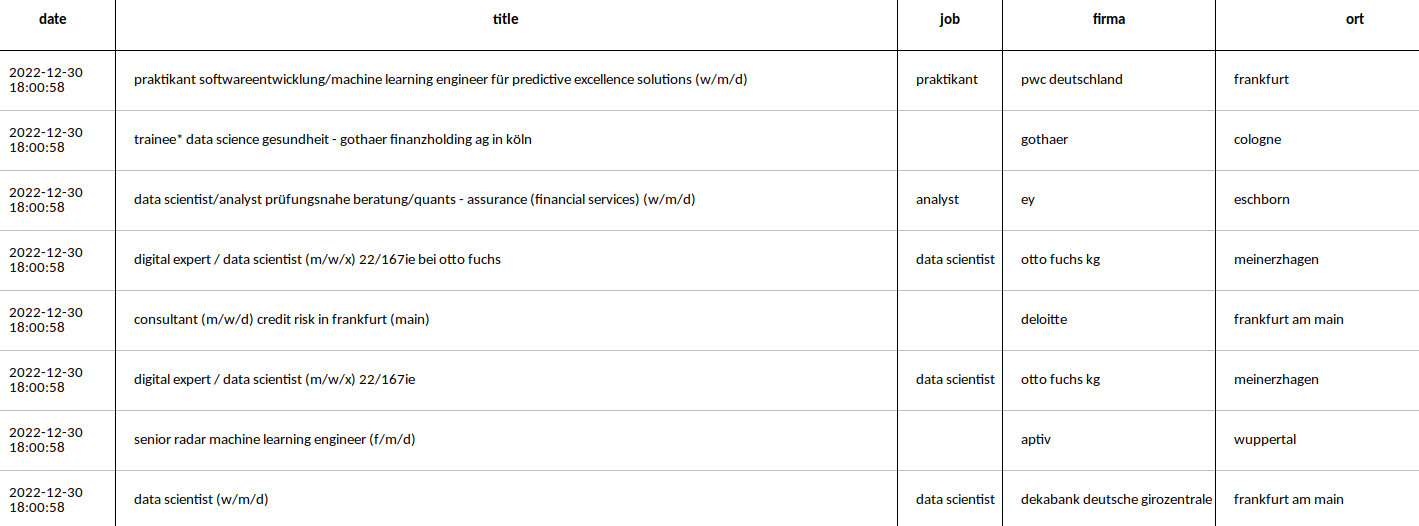 date title job firma ort
2022-12-30
18:00:58
praktikant softwareentwicklung/machine learning engineer für predictive excellence solutions (w/m/d) praktikant pwc deutschland frankfurt
2022-12-30
18:00:58
trainee* data science gesundheit - gothaer finanzholding ag in köln gothaer cologne
2022-12-30
18:00:58
data scientist/analyst prüfungsnahe beratung/quants - assurance (financial services) (w/m/d) analyst ey eschborn
2022-12-30
18:00:58
digital expert / data scientist (m/w/x) 22/167ie bei otto fuchs data scientist otto fuchs kg meinerzhagen
2022-12-30
18:00:58
consultant (m/w/d) credit risk in frankfurt (main) deloitte frankfurt am main
2022-12-30
18:00:58
digital expert / data scientist (m/w/x) 22/167ie data scientist otto fuchs kg meinerzhagen
2022-12-30
18:00:58
senior radar machine learning engineer (f/m/d) aptiv wuppertal
2022-12-30
18:00:58
data scientist (w/m/d) data scientist dekabank deutsche girozentrale frankfurt am main